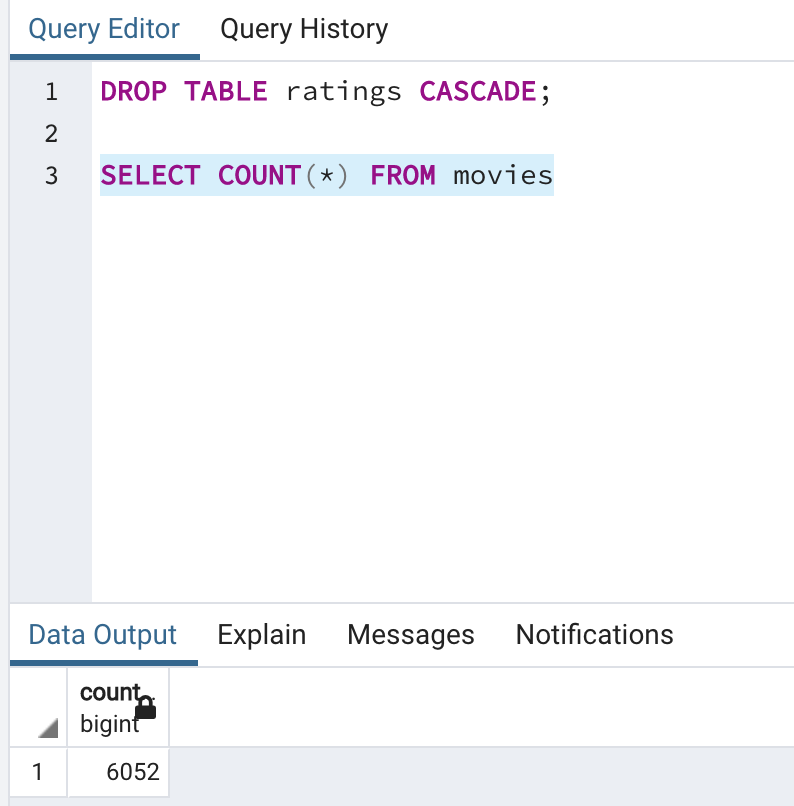 Query Editor Query History
1 DROP TABLE ratings CASCADE;
2
3 SELECT COUNT(*) FROM movies
Data Output Explain Messages Notifications
count
bigint
1 6052